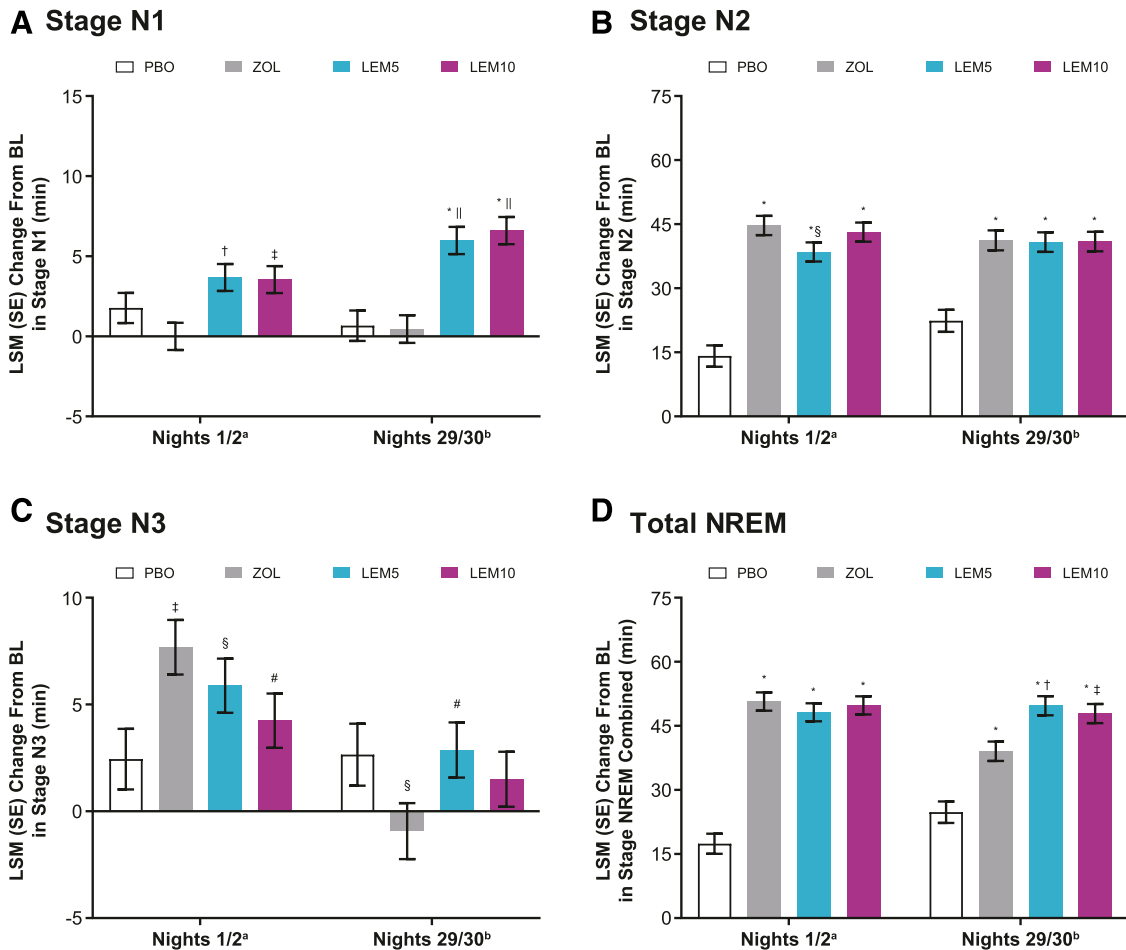 A Stage N1
PBO ZOL LEM5 LEM10
LSM (SE) Change From BL
in Stage N1 (min)
15
10
5
0
-5
†
‡
* ||
* ||
Nights 1/2ᵃ Nights 29/30ᵇ
B Stage N2
PBO ZOL LEM5 LEM10
LSM (SE) Change From BL
in Stage N2 (min)
75
60
45
30
15
0
*
*§
*
*
*
*
Nights 1/2ᵃ Nights 29/30ᵇ
C Stage N3
PBO ZOL LEM5 LEM10
LSM (SE) Change From BL
in Stage N3 (min)
10
5
0
-5
‡
§
#
§
#
Nights 1/2ᵃ Nights 29/30ᵇ
D Total NREM
PBO ZOL LEM5 LEM10
LSM (SE) Change From BL
in Stage NREM Combined (min)
75
60
45
30
15
0
*
*
*
*
* †
* ‡
Nights 1/2ᵃ Nights 29/30ᵇ